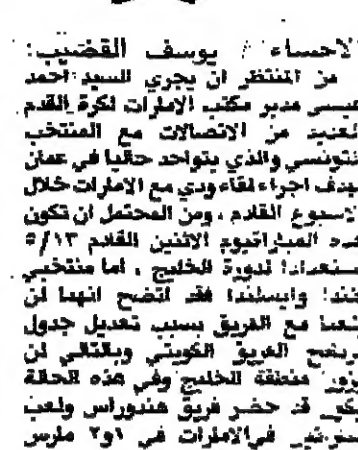 الاحساء / يوسف القضيب:
من المنتظر ان يجري السيد احمد
عيسى مدير مكتب الامارات لكرة القدم
العديد من الاتصالات مع المنتخب
التونسي والذي يتواجد حاليا في عمان
بهدف اجراء لقاء ودي مع الامارات خلال
الاسبوع القادم ، ومن المحتمل ان تكون
هذه المباراة يوم الاثنين القادم ١٣/٥
استعدادا لدورة الخليج ، اما منتخبي
وايسلندا فقد اتضح انهما لن
يلعبا مع الفريق بسبب تعديل جدول
برنامج الفريق الكويتي وبالتالي لن
منطقة الخليج وفي هذه الحالة
قد حضر فريق هندوراس ولعب
في الامارات في ١و٢ مارس